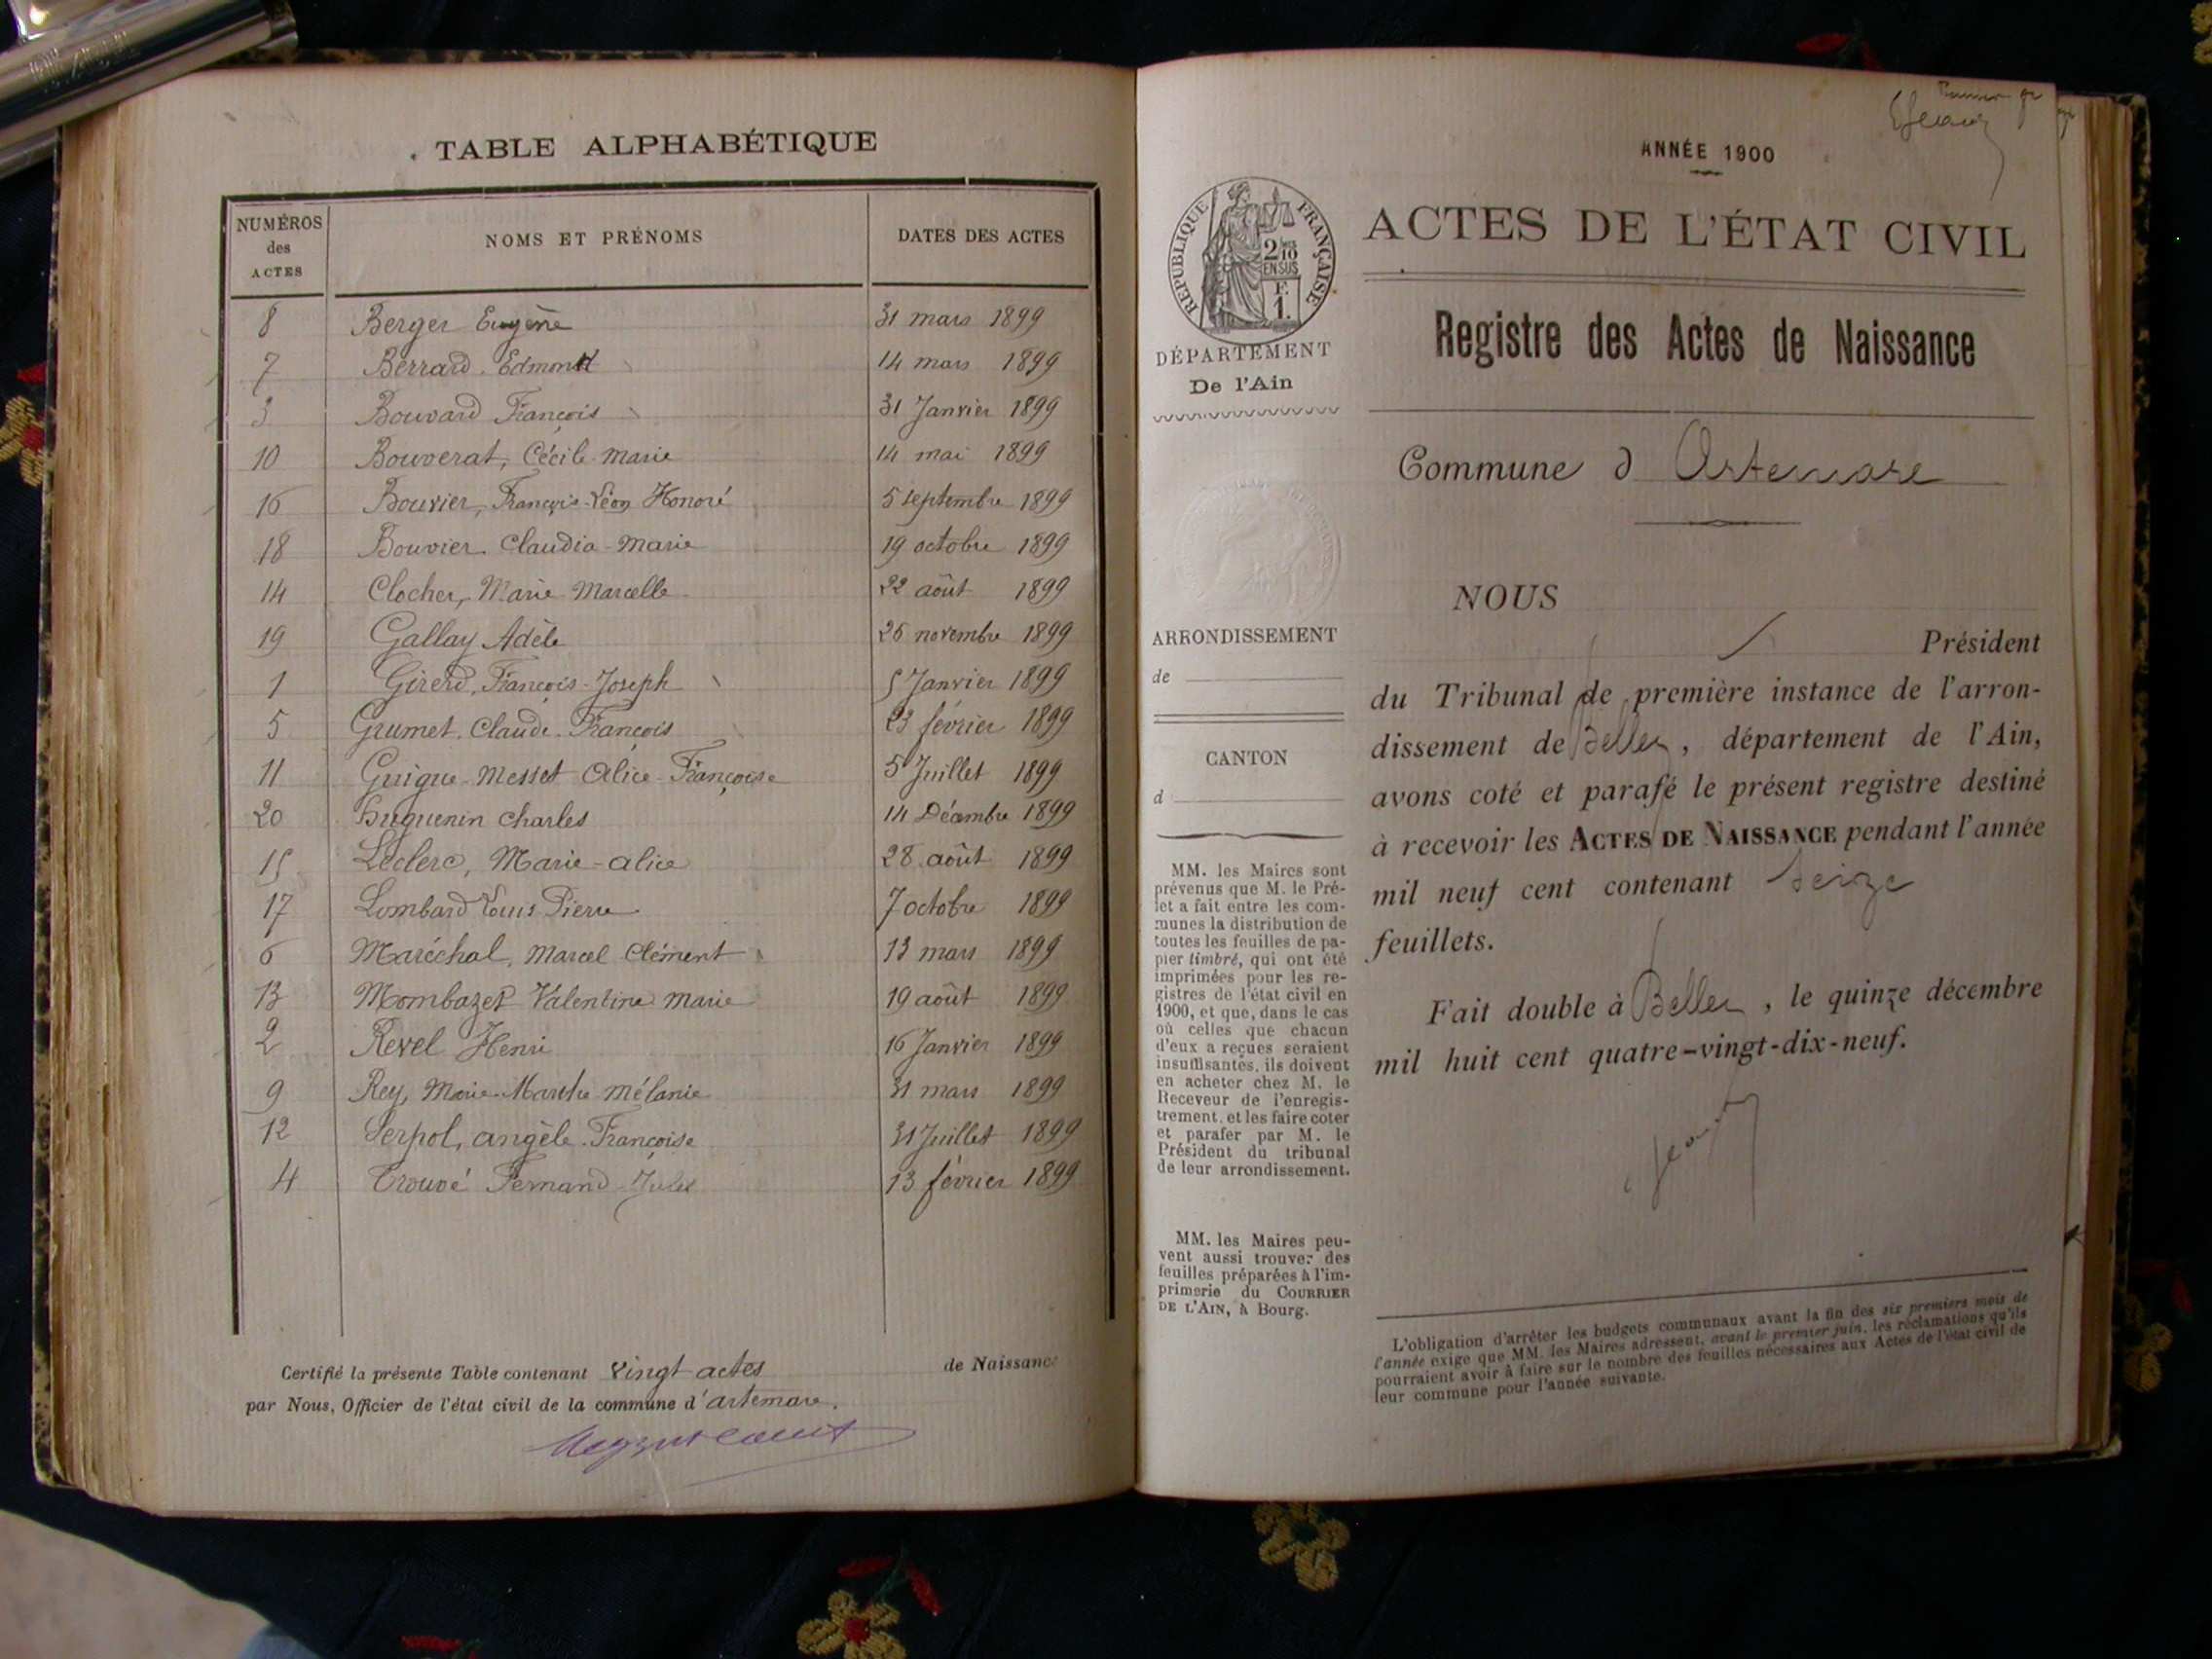 TABLE ALPHABÉTIQUE
NUMÉROS des ACTES NOMS ET PRÉNOMS DATES DES ACTES
8 Berger Eugène 31 mars 1899
7 Berrard Edmond 14 mars 1899
3 Bouvard François 31 Janvier 1899
10 Bouverat, Cécile Marie 14 mai 1899
16 Bouvier, François-Léon Honoré 5 septembre 1899
18 Bouvier Claudia-Marie 19 octobre 1899
14 Clocher, Marie Marcelle 22 août 1899
19 Gallay Adèle 26 novembre 1899
1 Girerd, François-Joseph 5 Janvier 1899
5 Grumet Claude François 23 février 1899
11 Guigue-Messet Alice Françoise 5 Juillet 1899
20 Huguenin Charles 14 Décembre 1899
15 Leclerc, Marie-Alice 28 août 1899
17 Lombard Louis Pierre 7 octobre 1899
6 Maréchal, Marcel Clément 13 mars 1899
13 Mombazet Valentine Marie 19 août 1899
2 Revel Henri 16 Janvier 1899
9 Rey, Marie-Marthe Mélanie 31 mars 1899
12 Serpol, Angèle Françoise 31 Juillet 1899
4 Trouvé Fernand Jules 13 février 1899
Certifié la présente Table contenant Vingt actes de Naissance
par Nous, Officier de l'état civil de la commune d'Artemare.
ANNÉE 1900
RÉPUBLIQUE FRANÇAISE
2/10 EN SUS
F. 1.
DÉPARTEMENT
De l'Ain
ARRONDISSEMENT
de
CANTON
d
MM. les Maires sont
prévenus que M. le Pré-
fet a fait entre les com-
munes la distribution de
toutes les feuilles de pa-
pier timbré, qui ont été
imprimées pour les re-
gistres de l'état civil en
1900, et que, dans le cas
où celles que chacun
d'eux a reçues seraient
insuffisantes, ils doivent
en acheter chez M. le
Receveur de l'enregis-
trement, et les faire coter
et parafer par M. le
Président du tribunal
de leur arrondissement.
MM. les Maires peu-
vent aussi trouver des
feuilles préparées à l'im-
primerie du COURRIER
DE L'AIN, à Bourg.
ACTES DE L'ÉTAT CIVIL
Registre des Actes de Naissance
Commune d Artemare
NOUS
Président
du Tribunal de première instance de l'arron-
dissement de Belley, département de l'Ain,
avons coté et parafé le présent registre destiné
à recevoir les ACTES DE NAISSANCE pendant l'année
mil neuf cent contenant seize
feuillets.
Fait double à Belley, le quinze décembre
mil huit cent quatre-vingt-dix-neuf.
L'obligation d'arrêter les budgets communaux avant la fin des six premiers mois de
l'année exige que MM. les Maires adressent, avant le premier juin, les réclamations qu'ils
pourraient avoir à faire sur le nombre des feuilles nécessaires aux Actes de l'état civil de
leur commune pour l'année suivante.